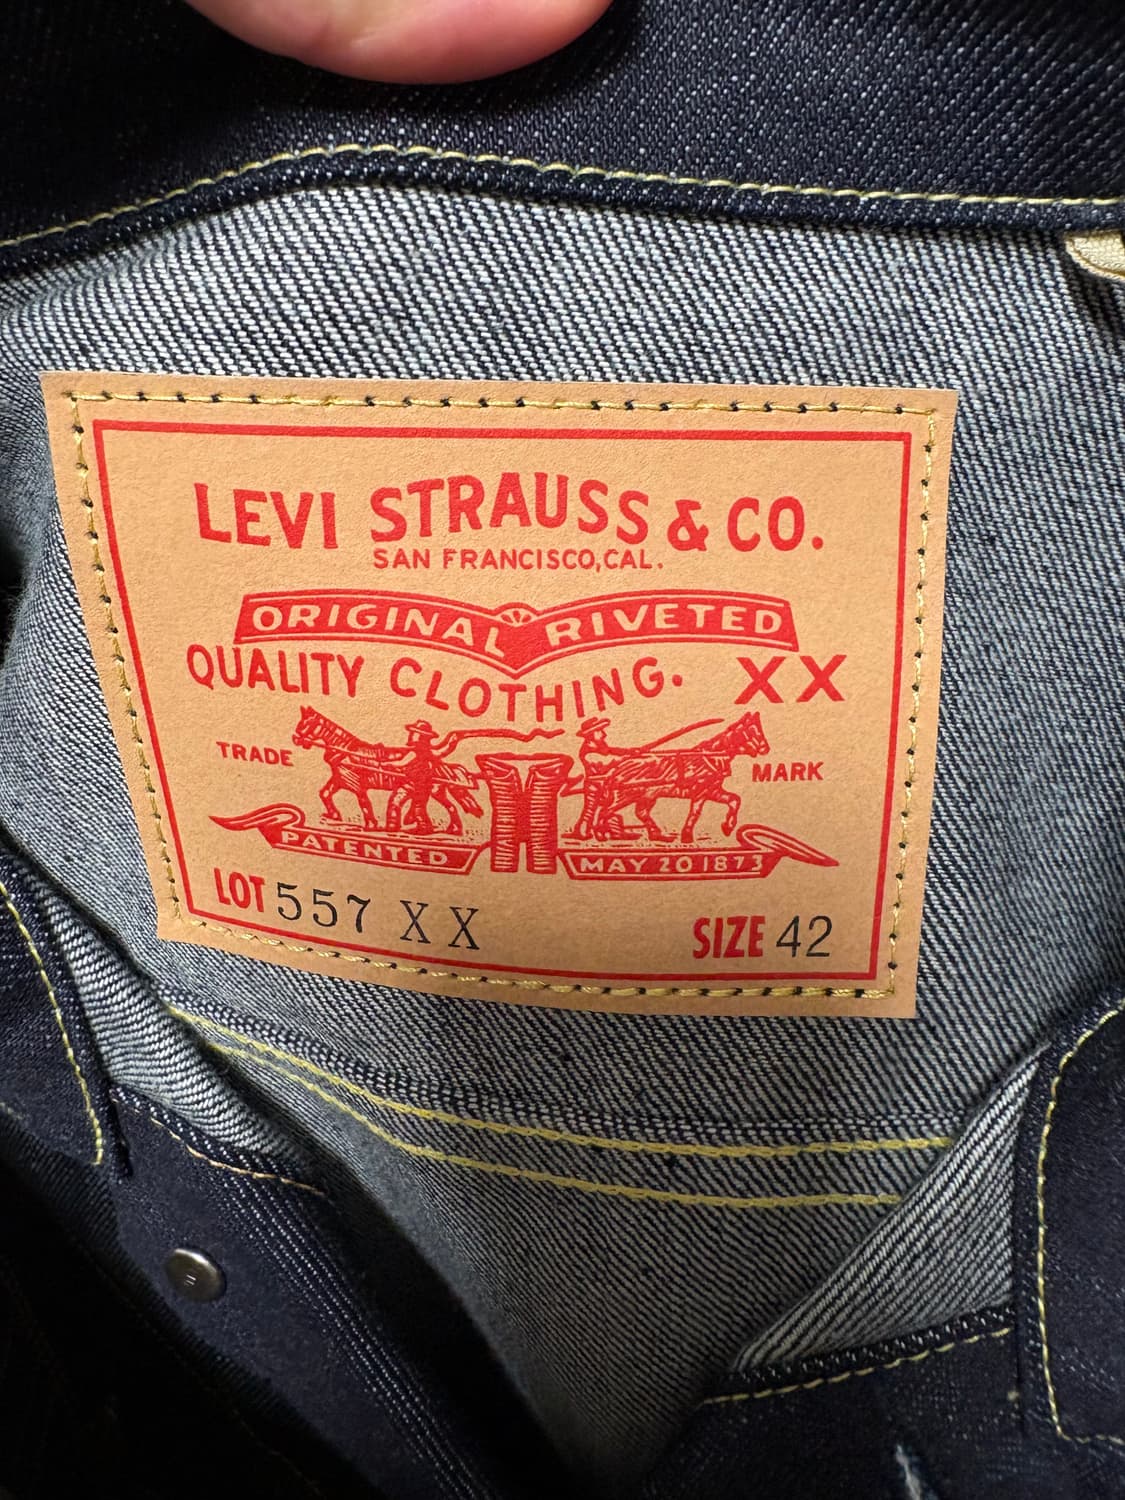 LEVI STRAUSS & CO.
SAN FRANCISCO, CAL.
ORIGINAL RIVETED
QUALITY CLOTHING. XX
TRADE MARK
PATENTED MAY 20 1873
LOT 557 XX SIZE 42